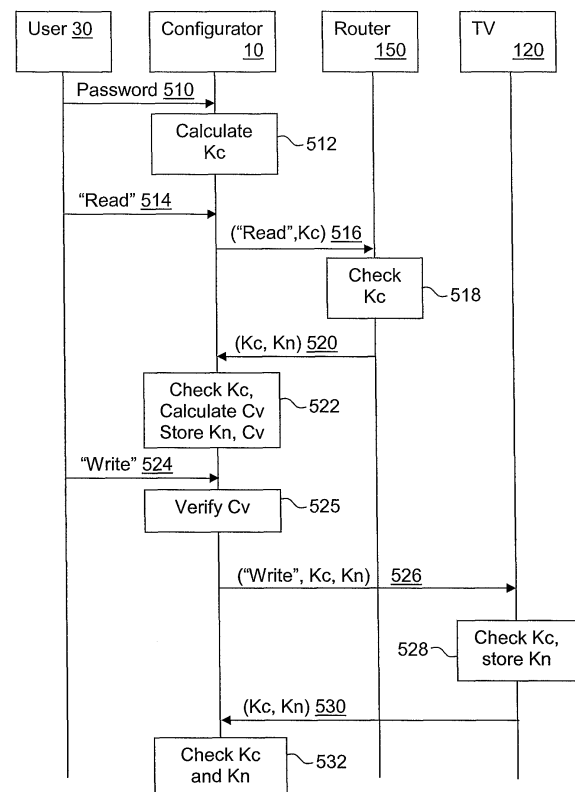 User 30
Configurator
10
Router
150
TV
120
Password 510
Calculate
Kc
512
“Read” 514
(“Read”,Kc) 516
Check
Kc
518
(Kc, Kn) 520
Check Kc,
Calculate Cv
Store Kn, Cv
522
“Write” 524
Verify Cv
525
(“Write”, Kc, Kn) 526
528
Check Kc,
store Kn
(Kc, Kn) 530
Check Kc
and Kn
532